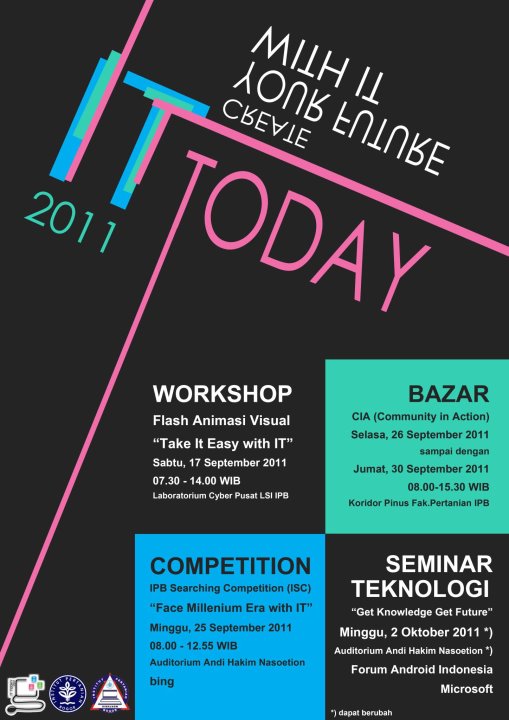 WITH IT
YOUR FUTURE
CREATE
IT
TODAY
2011
WORKSHOP
Flash Animasi Visual
“Take It Easy with IT”
Sabtu, 17 September 2011
07.30 - 14.00 WIB
Laboratorium Cyber Pusat LSI IPB
BAZAR
CIA (Community in Action)
Selasa, 26 September 2011
sampai dengan
Jumat, 30 September 2011
08.00-15.30 WIB
Koridor Pinus Fak.Pertanian IPB
COMPETITION
IPB Searching Competition (ISC)
“Face Millenium Era with IT”
Minggu, 25 September 2011
08.00 - 12.55 WIB
Auditorium Andi Hakim Nasoetion
bing
SEMINAR
TEKNOLOGI
“Get Knowledge Get Future”
Minggu, 2 Oktober 2011 *)
Auditorium Andi Hakim Nasoetion *)
Forum Android Indonesia
Microsoft
*) dapat berubah
INSTITUT PERTANIAN
BOGOR